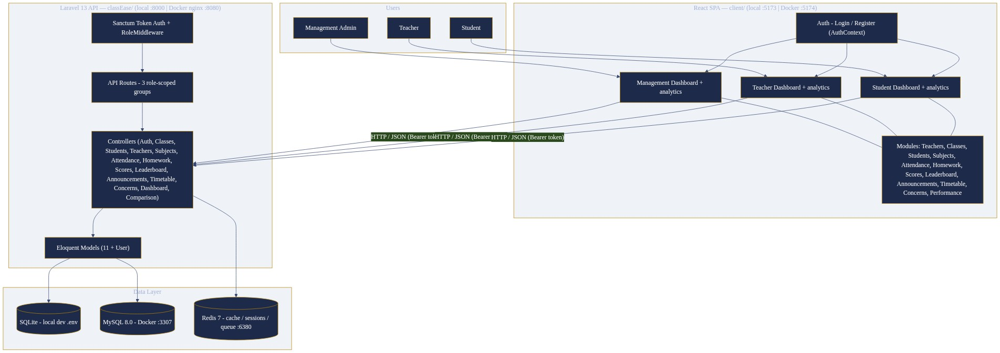 Laravel 13 API — classEase/ (local :8000 | Docker nginx :8080)
Sanctum Token Auth +
RoleMiddleware
API Routes - 3 role-scoped
groups
Controllers (Auth, Classes,
Students, Teachers, Subjects,
Attendance, Homework,
Scores, Leaderboard,
Announcements, Timetable,
Concerns, Dashboard,
Comparison)
Eloquent Models (11 + User)
Users
Management Admin
Teacher
Student
React SPA — client/ (local :5173 | Docker :5174)
Auth - Login / Register
(AuthContext)
Management Dashboard +
analytics
Teacher Dashboard + analytics
Student Dashboard + analytics
HTTP / JSON (Bearer
HTTP / JSON (Bearer
HTTP / JSON (Bearer token)
Modules: Teachers, Classes,
Students, Subjects,
Attendance, Homework,
Scores, Leaderboard,
Announcements, Timetable,
Concerns, Performance
Data Layer
SQLite - local dev .env
MySQL 8.0 - Docker :3307
Redis 7 - cache / sessions /
queue :6380